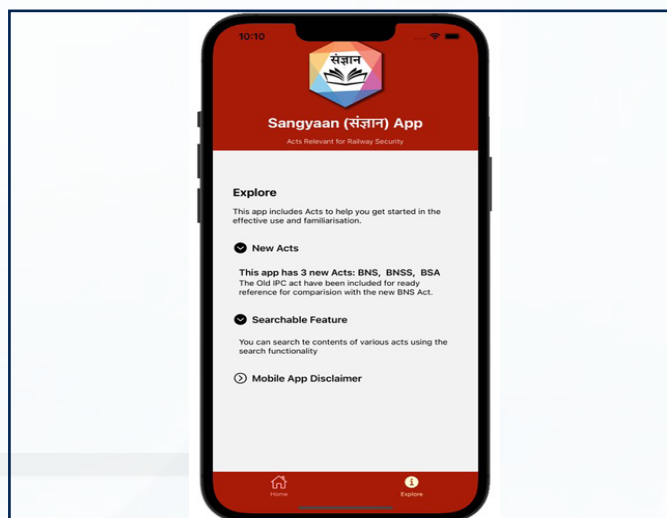 10:10
संज्ञान
Sangyaan (संज्ञान) App
Acts Relevant for Railway Security
Explore
This app includes Acts to help you get started in the
effective use and familiarisation.
New Acts
This app has 3 new Acts: BNS, BNSS, BSA
The Old IPC act have been included for ready
reference for comparision with the new BNS Act.
Searchable Feature
You can search te contents of various acts using the
search functionality
Mobile App Disclaimer
Home
Explore